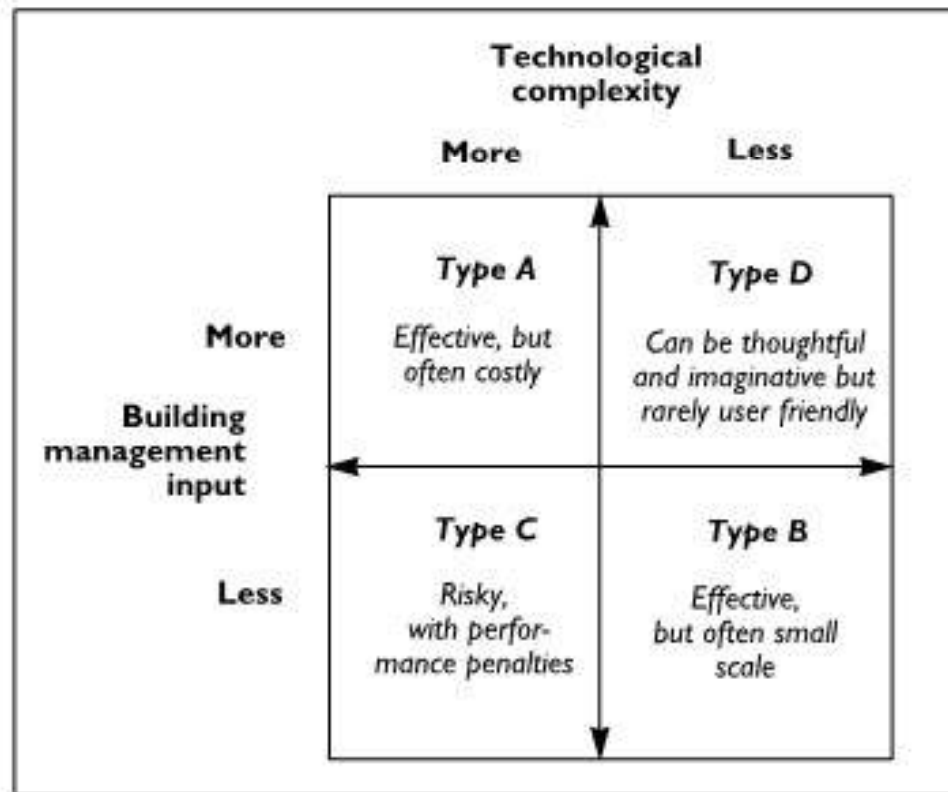 Technological
complexity
More
Less
Type A
Effective, but
often costly
Type D
Can be thoughtful
and imaginative but
rarely user friendly
More
Building
management
input
Less
Type C
Risky,
with perfor-
mance penalties
Type B
Effective,
but often small
scale